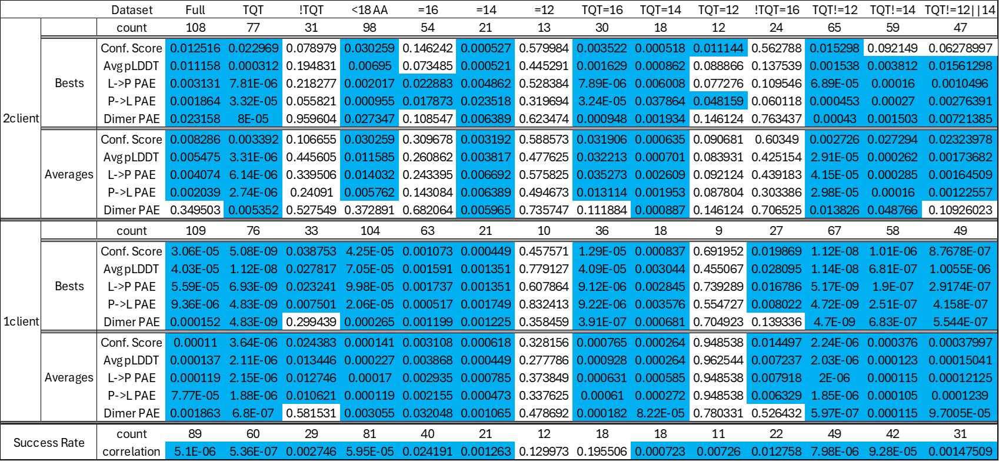 Dataset Full TQT !TQT <18 AA =16 =14 =12 TQT=16 TQT=14 TQT=12 !TQT=16 TQT!=12 TQT!=14 TQT!=12||14
count 108 77 31 98 54 21 13 30 18 12 24 65 59 47
Conf. Score 0.012516 0.022969 0.078979 0.030259 0.146242 0.000527 0.579984 0.003522 0.000518 0.011144 0.562788 0.015298 0.092149 0.06278997
Avg pLDDT 0.011158 0.000312 0.194831 0.00695 0.073485 0.000521 0.445291 0.001629 0.000862 0.088866 0.137539 0.001538 0.003812 0.01561298
Bests L->P PAE 0.003131 7.81E-06 0.218277 0.002017 0.022883 0.004862 0.528384 7.89E-06 0.006008 0.077276 0.109546 6.89E-05 0.00016 0.0010496
P->L PAE 0.001864 3.32E-05 0.055821 0.000955 0.017873 0.023518 0.319694 3.24E-05 0.037864 0.048159 0.060118 0.000453 0.00027 0.00276391
2client Dimer PAE 0.023158 8E-05 0.959604 0.027347 0.108547 0.006389 0.623474 0.000948 0.001934 0.146124 0.763437 0.00043 0.001503 0.00721385
Conf. Score 0.008286 0.003392 0.106655 0.030259 0.309678 0.003192 0.588573 0.031906 0.000635 0.090681 0.60349 0.002726 0.027294 0.02323978
Avg pLDDT 0.005475 3.31E-06 0.445605 0.011585 0.260862 0.003817 0.477625 0.032213 0.000701 0.083931 0.425154 2.91E-05 0.000262 0.00173682
Averages L->P PAE 0.004074 6.14E-06 0.339506 0.014032 0.243395 0.006692 0.575825 0.035273 0.002609 0.092124 0.439183 4.15E-05 0.000285 0.00164509
P->L PAE 0.002039 2.74E-06 0.24091 0.005762 0.143084 0.006389 0.494673 0.013114 0.001953 0.087804 0.303386 2.98E-05 0.00016 0.00122557
Dimer PAE 0.349503 0.005352 0.527549 0.372891 0.682064 0.005965 0.735747 0.111884 0.000887 0.146124 0.706525 0.013826 0.048766 0.10926023
count 109 76 33 104 63 21 10 36 18 9 27 67 58 49
Conf. Score 3.06E-05 5.08E-09 0.038753 4.25E-05 0.001073 0.000449 0.457571 1.29E-05 0.000837 0.691952 0.019869 1.12E-08 1.01E-06 8.7678E-07
Avg pLDDT 4.03E-05 1.12E-08 0.027817 7.05E-05 0.001591 0.001351 0.779127 4.09E-05 0.003044 0.455067 0.028095 1.14E-08 6.81E-07 1.0055E-06
Bests L->P PAE 5.59E-05 6.93E-09 0.023241 9.98E-05 0.001737 0.001351 0.607864 9.12E-06 0.002845 0.739289 0.016786 5.17E-09 1.9E-07 2.9174E-07
P->L PAE 9.36E-06 4.83E-09 0.007501 2.06E-05 0.000517 0.001749 0.832413 9.22E-06 0.003576 0.554727 0.008022 4.72E-09 2.51E-07 4.158E-07
1client Dimer PAE 0.000152 4.83E-09 0.299439 0.000265 0.001199 0.001225 0.358459 3.91E-07 0.000681 0.704923 0.139336 4.7E-09 6.83E-07 5.544E-07
Conf. Score 0.00011 3.64E-06 0.024383 0.000141 0.003108 0.000618 0.328156 0.000765 0.000264 0.948538 0.014497 2.24E-06 0.000376 0.00037997
Avg pLDDT 0.000137 2.11E-06 0.013446 0.000227 0.003868 0.000449 0.277786 0.000928 0.000264 0.962544 0.007237 2.03E-06 0.000123 0.00015041
Averages L->P PAE 0.000119 2.15E-06 0.012746 0.00017 0.002935 0.000785 0.373849 0.000631 0.000585 0.948538 0.007918 2E-06 0.000115 0.00012125
P->L PAE 7.77E-05 1.88E-06 0.010621 0.000119 0.002155 0.000473 0.337625 0.00061 0.000272 0.948538 0.006329 1.85E-06 0.000105 0.0001239
Dimer PAE 0.001863 6.8E-07 0.581531 0.003055 0.032048 0.001065 0.478692 0.000182 8.22E-05 0.780331 0.526432 5.97E-07 0.000115 9.7005E-05
Success Rate count 89 60 29 81 40 21 12 18 18 11 22 49 42 31
correlation 5.1E-06 5.36E-07 0.002746 5.95E-05 0.024191 0.001263 0.129973 0.195506 0.000723 0.00726 0.012758 7.98E-06 9.28E-05 0.00147509